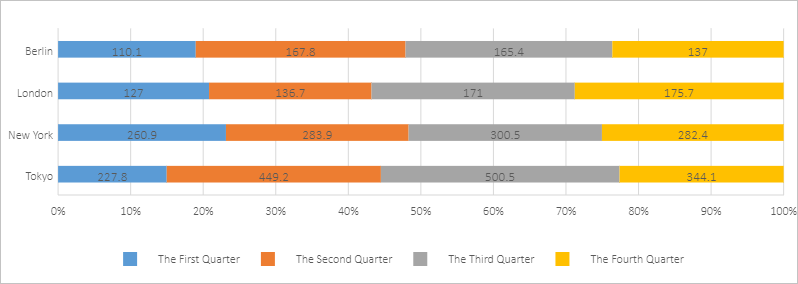 Berlin 110.1 167.8 165.4 137
London 127 136.7 171 175.7
New York 260.9 283.9 300.5 282.4
Tokyo 227.8 449.2 500.5 344.1
0% 10% 20% 30% 40% 50% 60% 70% 80% 90% 100%
The First Quarter The Second Quarter The Third Quarter The Fourth Quarter